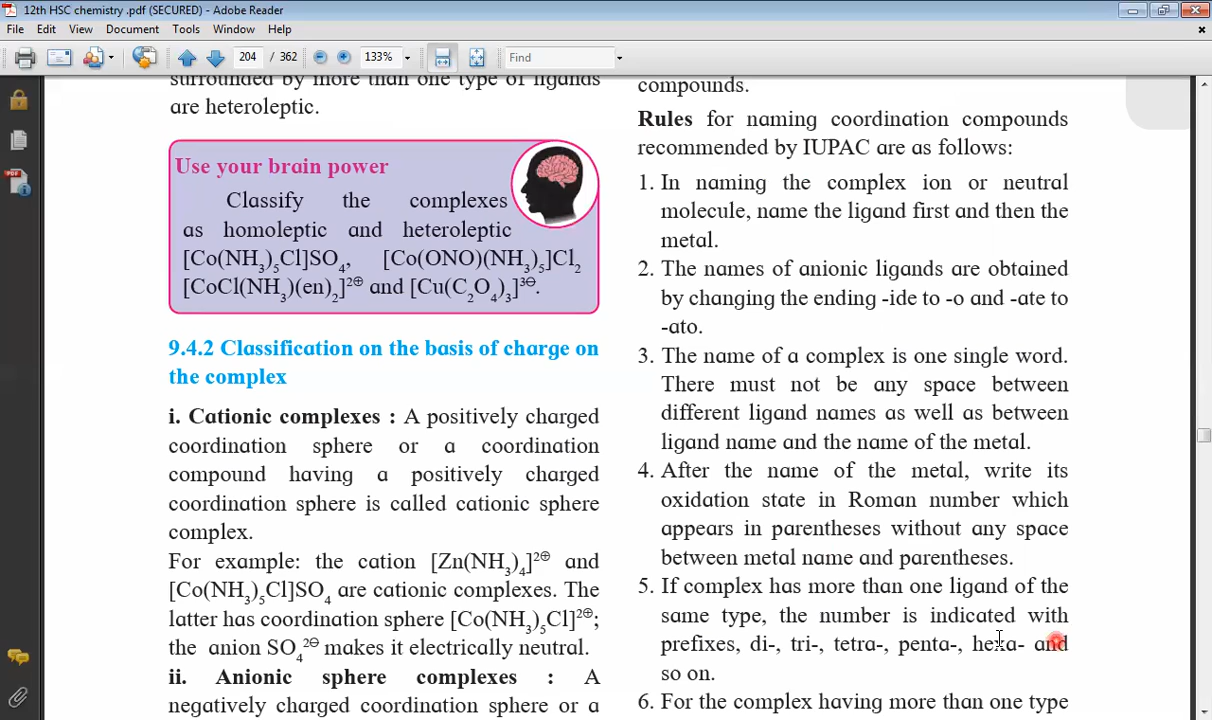 12th HSC chemistry .pdf (SECURED) - Adobe Reader
File Edit View Document Tools Window Help
204 / 362 133% Find
surrounded by more than one type of ligands
are heteroleptic.
Use your brain power
Classify the complexes
as homoleptic and heteroleptic
[Co(NH₃)₅Cl]SO₄, [Co(ONO)(NH₃)₅]Cl₂
[CoCl(NH₃)(en)₂]²⊕ and [Cu(C₂O₄)₃]³⊖.
9.4.2 Classification on the basis of charge on
the complex
i. Cationic complexes : A positively charged
coordination sphere or a coordination
compound having a positively charged
coordination sphere is called cationic sphere
complex.
For example: the cation [Zn(NH₃)₄]²⊕ and
[Co(NH₃)₅Cl]SO₄ are cationic complexes. The
latter has coordination sphere [Co(NH₃)₅Cl]²⊕;
the anion SO₄²⊖ makes it electrically neutral.
ii. Anionic sphere complexes : A
negatively charged coordination sphere or a
compounds.
Rules for naming coordination compounds
recommended by IUPAC are as follows:
1. In naming the complex ion or neutral
molecule, name the ligand first and then the
metal.
2. The names of anionic ligands are obtained
by changing the ending -ide to -o and -ate to
-ato.
3. The name of a complex is one single word.
There must not be any space between
different ligand names as well as between
ligand name and the name of the metal.
4. After the name of the metal, write its
oxidation state in Roman number which
appears in parentheses without any space
between metal name and parentheses.
5. If complex has more than one ligand of the
same type, the number is indicated with
prefixes, di-, tri-, tetra-, penta-, hexa- and
so on.
6. For the complex having more than one type